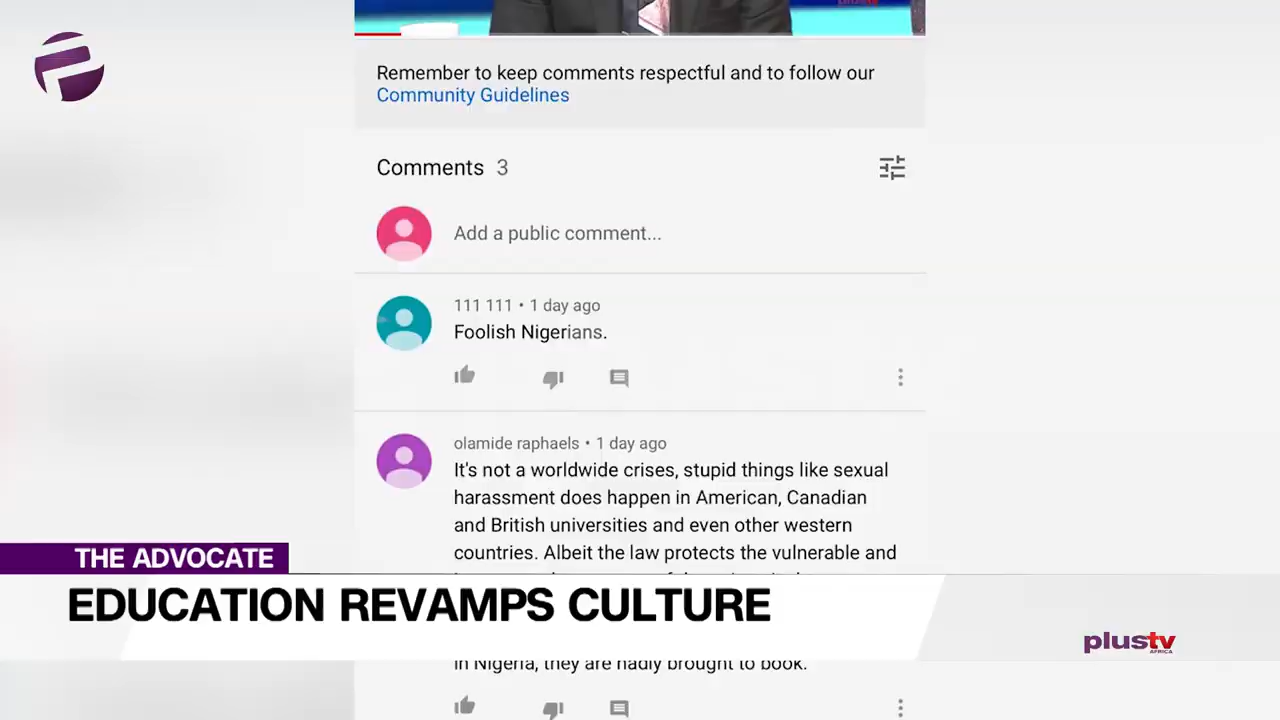 plustv
Remember to keep comments respectful and to follow our
Community Guidelines
Comments 3
Add a public comment...
111 111 • 1 day ago
Foolish Nigerians.
olamide raphaels • 1 day ago
It's not a worldwide crises, stupid things like sexual
harassment does happen in American, Canadian
and British universities and even other western
countries. Albeit the law protects the vulnerable and
THE ADVOCATE
EDUCATION REVAMPS CULTURE
plustv
AFRICA
in Nigeria, they are hadly brought to book.